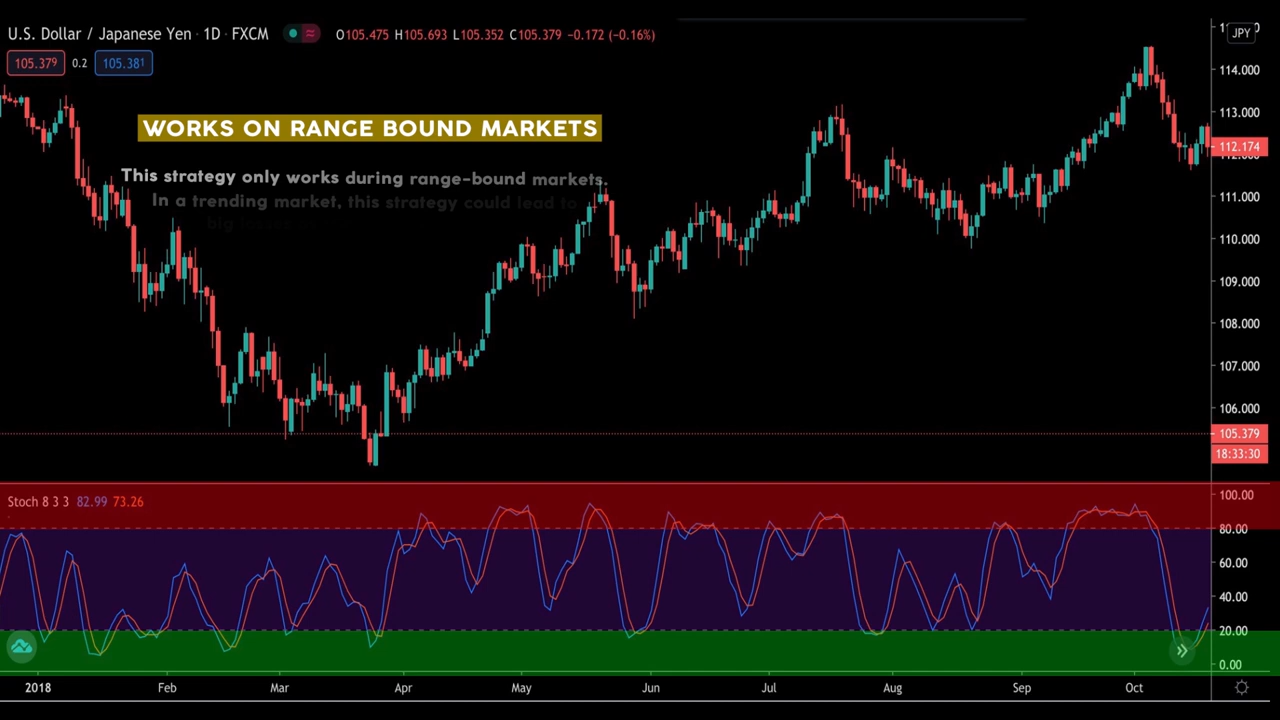 U.S. Dollar / Japanese Yen · 1D · FXCM
O105.475 H105.693 L105.352 C105.379 −0.172 (−0.16%)
105.379 0.2 105.381
JPY
WORKS ON RANGE BOUND MARKETS
This strategy only works during range-bound markets.
In a trending market, this strategy could lead to
big
114.000
113.000
112.174
111.000
110.000
109.000
108.000
107.000
106.000
105.379
18:33:30
Stoch 8 3 3 82.99 73.26
100.00
80.00
60.00
40.00
20.00
0.00
2018 Feb Mar Apr May Jun Jul Aug Sep Oct